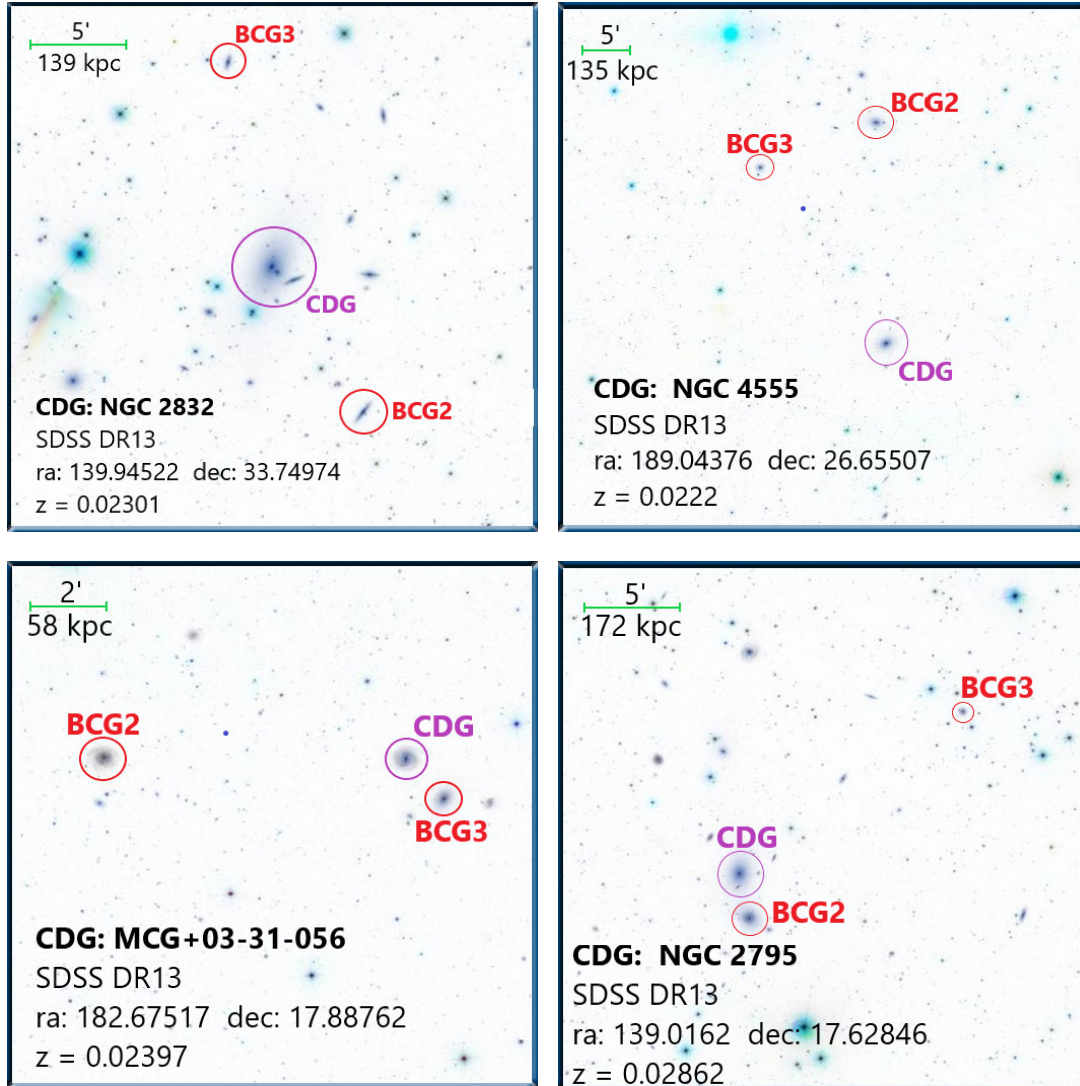 5'
139 kpc
BCG3
CDG
BCG2
CDG: NGC 2832
SDSS DR13
ra: 139.94522 dec: 33.74974
z = 0.02301
5'
135 kpc
BCG2
BCG3
CDG
CDG: NGC 4555
SDSS DR13
ra: 189.04376 dec: 26.65507
z = 0.0222
2'
58 kpc
BCG2
CDG
BCG3
CDG: MCG+03-31-056
SDSS DR13
ra: 182.67517 dec: 17.88762
z = 0.02397
5'
172 kpc
BCG3
CDG
BCG2
CDG: NGC 2795
SDSS DR13
ra: 139.0162 dec: 17.62846
z = 0.02862